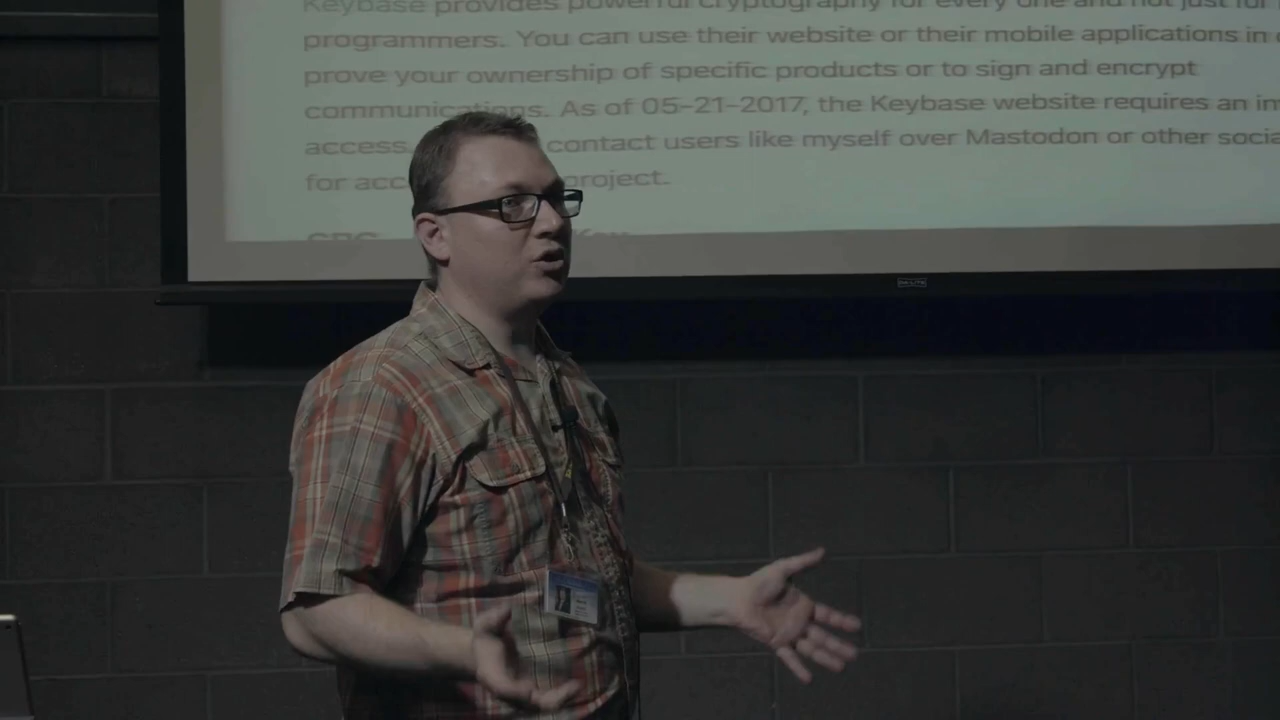 Keybase provides powerful cryptography for every one and not just for
programmers. You can use their website or their mobile applications in
prove your ownership of specific products or to sign and encrypt
communications. As of 05-21-2017, the Keybase website requires an in
access. contact users like myself over Mastodon or other socia
for acc project.
DA-LITE